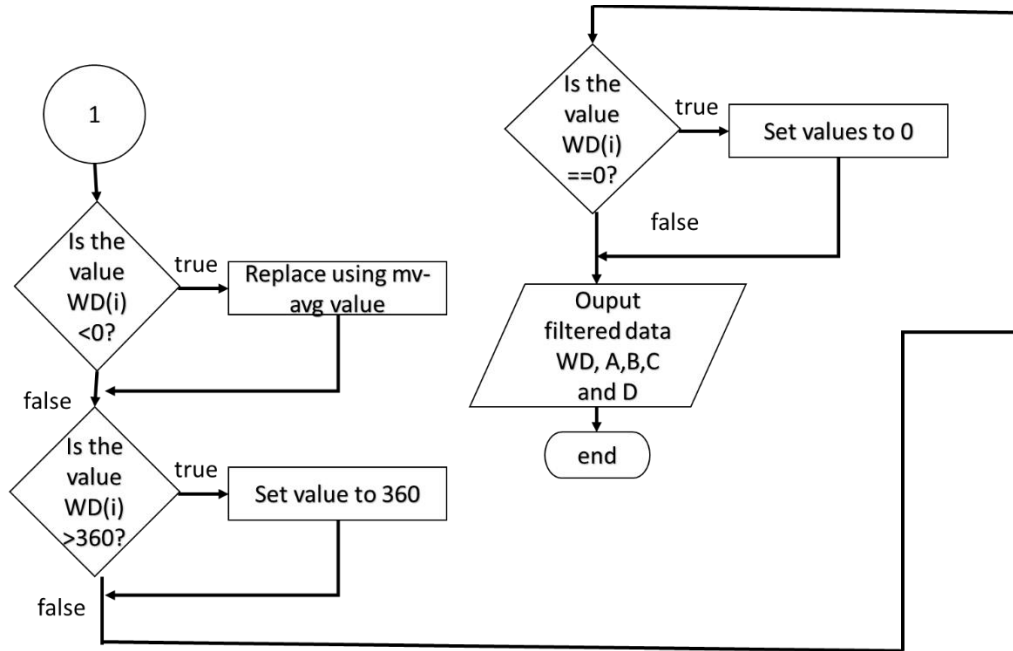 1
Is the
value
WD(i)
<0?
true
Replace using mv-
avg value
false
Is the
value
WD(i)
>360?
true
Set value to 360
false
Is the
value
WD(i)
==0?
true
Set values to 0
false
Ouput
filtered data
WD, A,B,C
and D
end